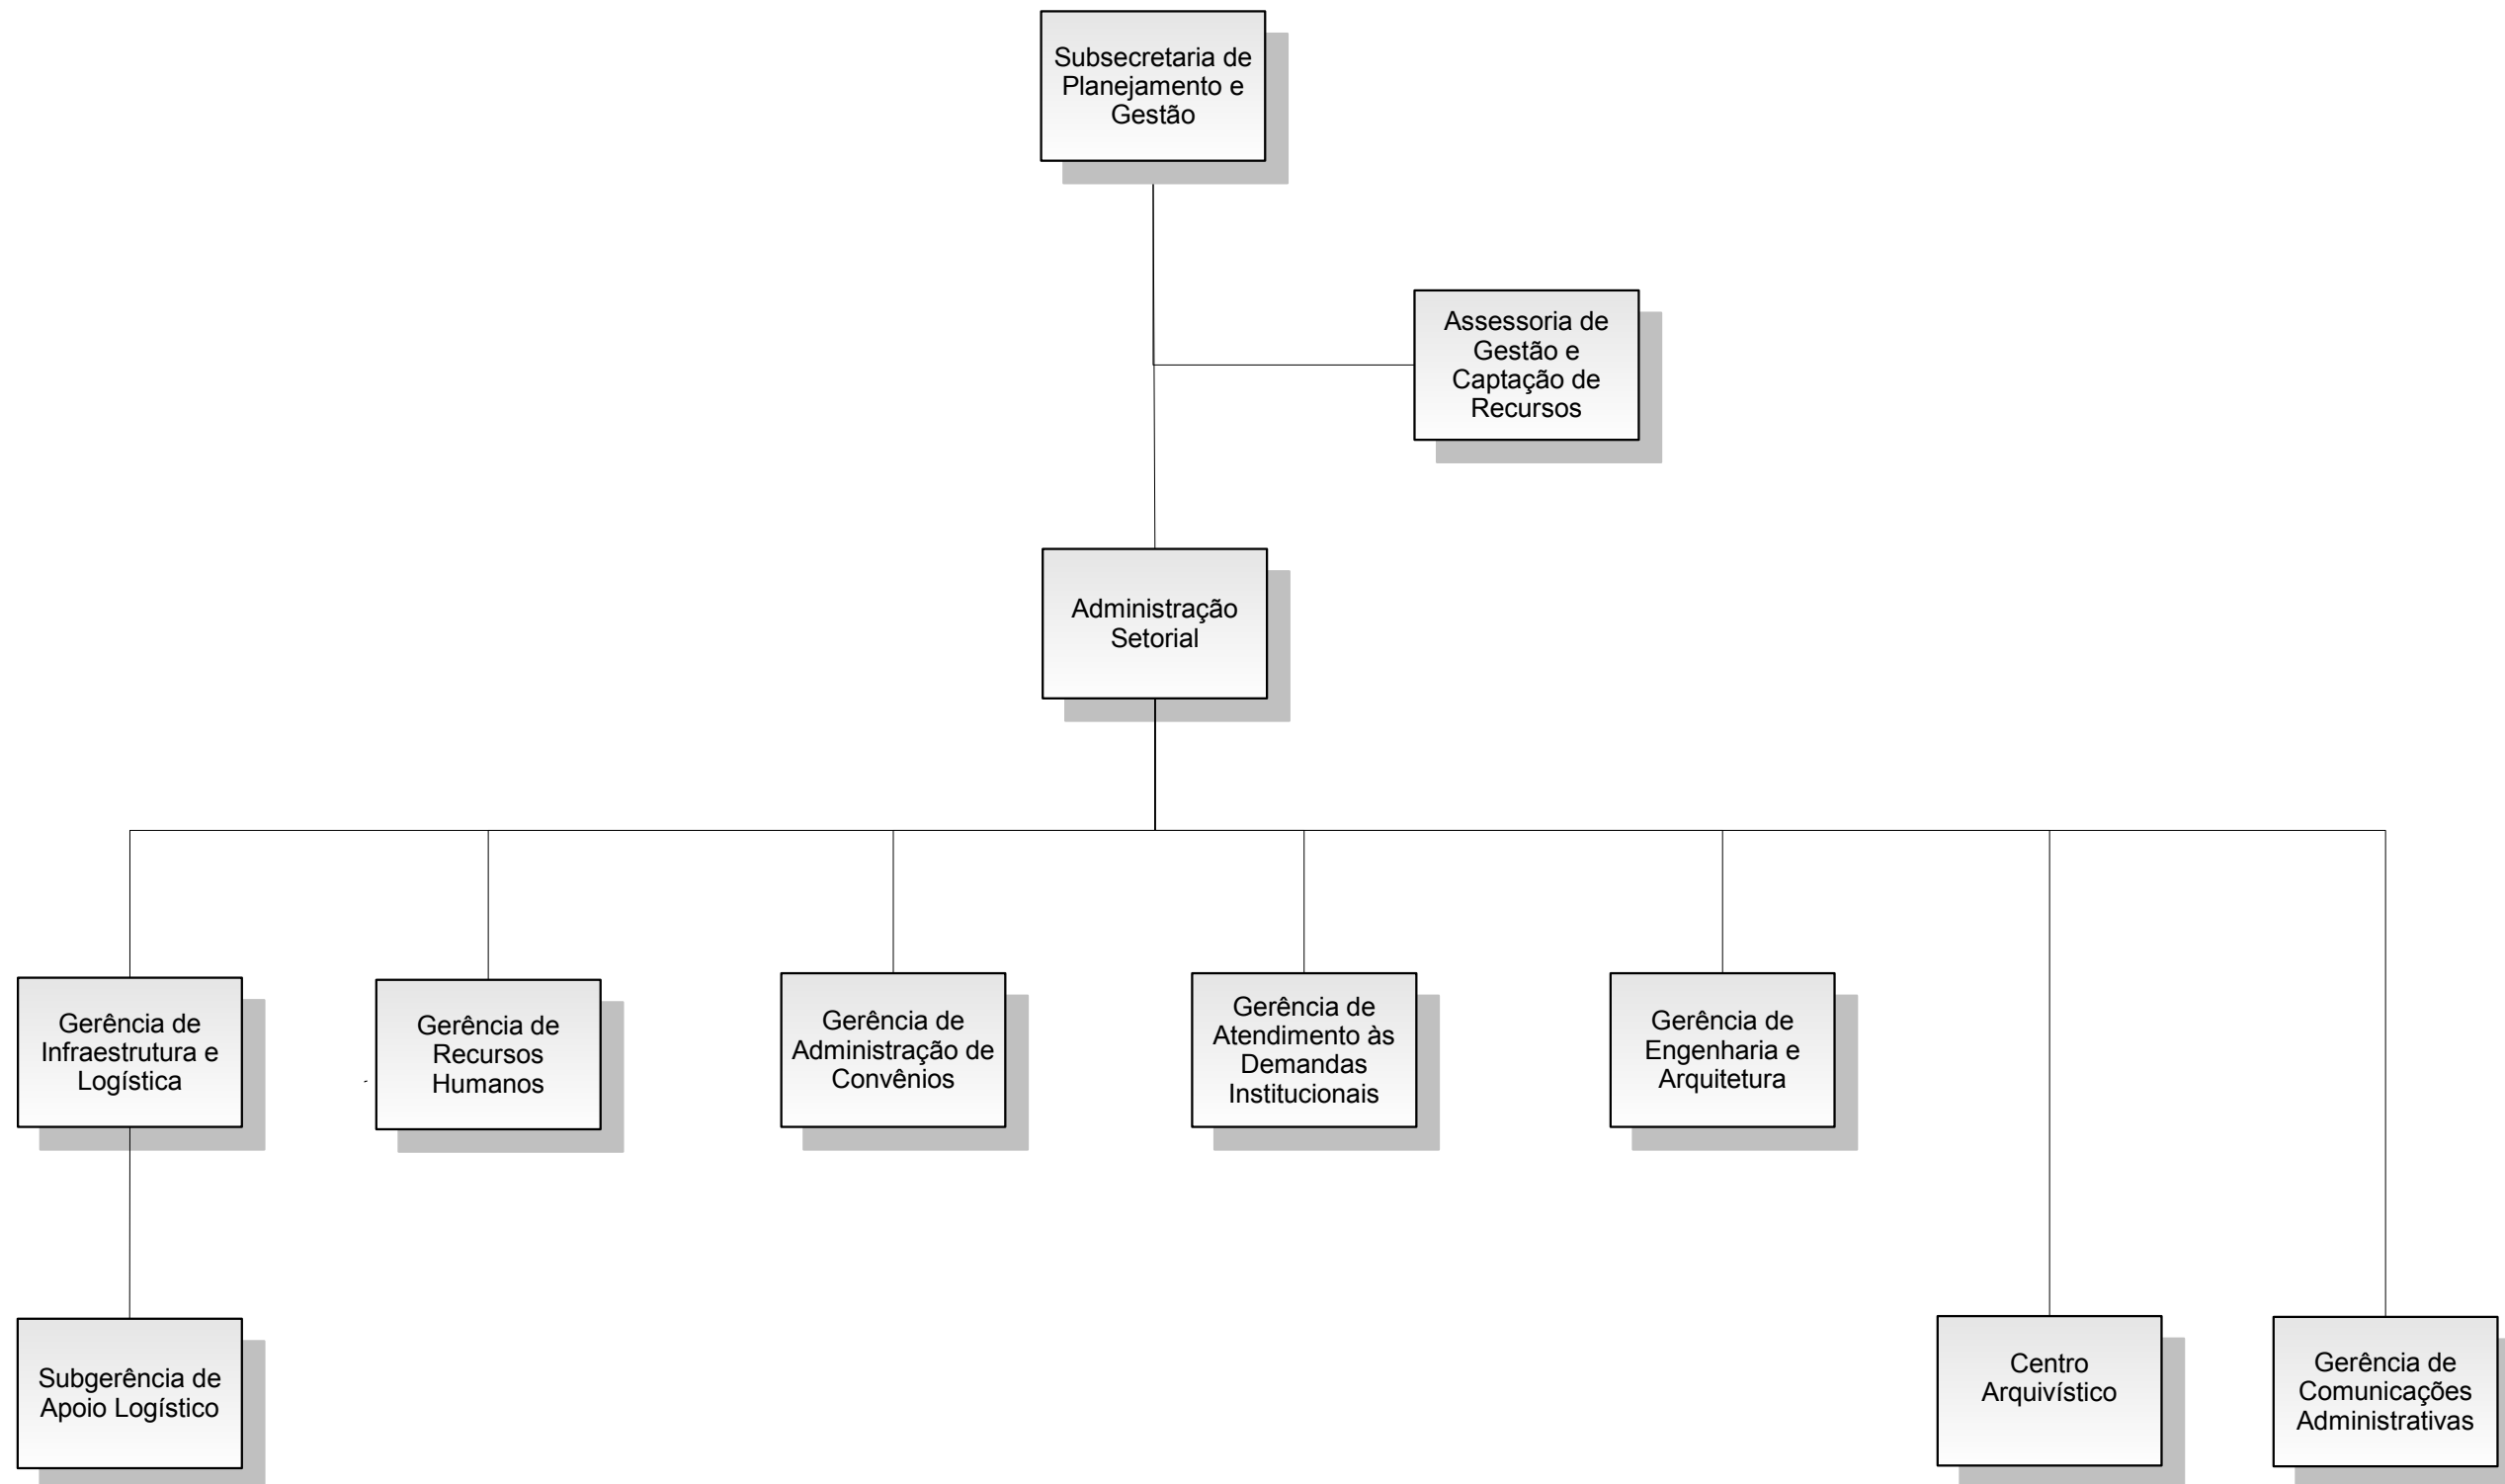 Subsecretaria de
Planejamento e
Gestão
Assessoria de
Gestão e
Captação de
Recursos
Administração
Setorial
Gerência de
Infraestrutura e
Logística
Gerência de
Recursos
Humanos
Gerência de
Administração de
Convênios
Gerência de
Atendimento às
Demandas
Institucionais
Gerência de
Engenharia e
Arquitetura
Subgerência de
Apoio Logístico
Centro
Arquivístico
Gerência de
Comunicações
Administrativas